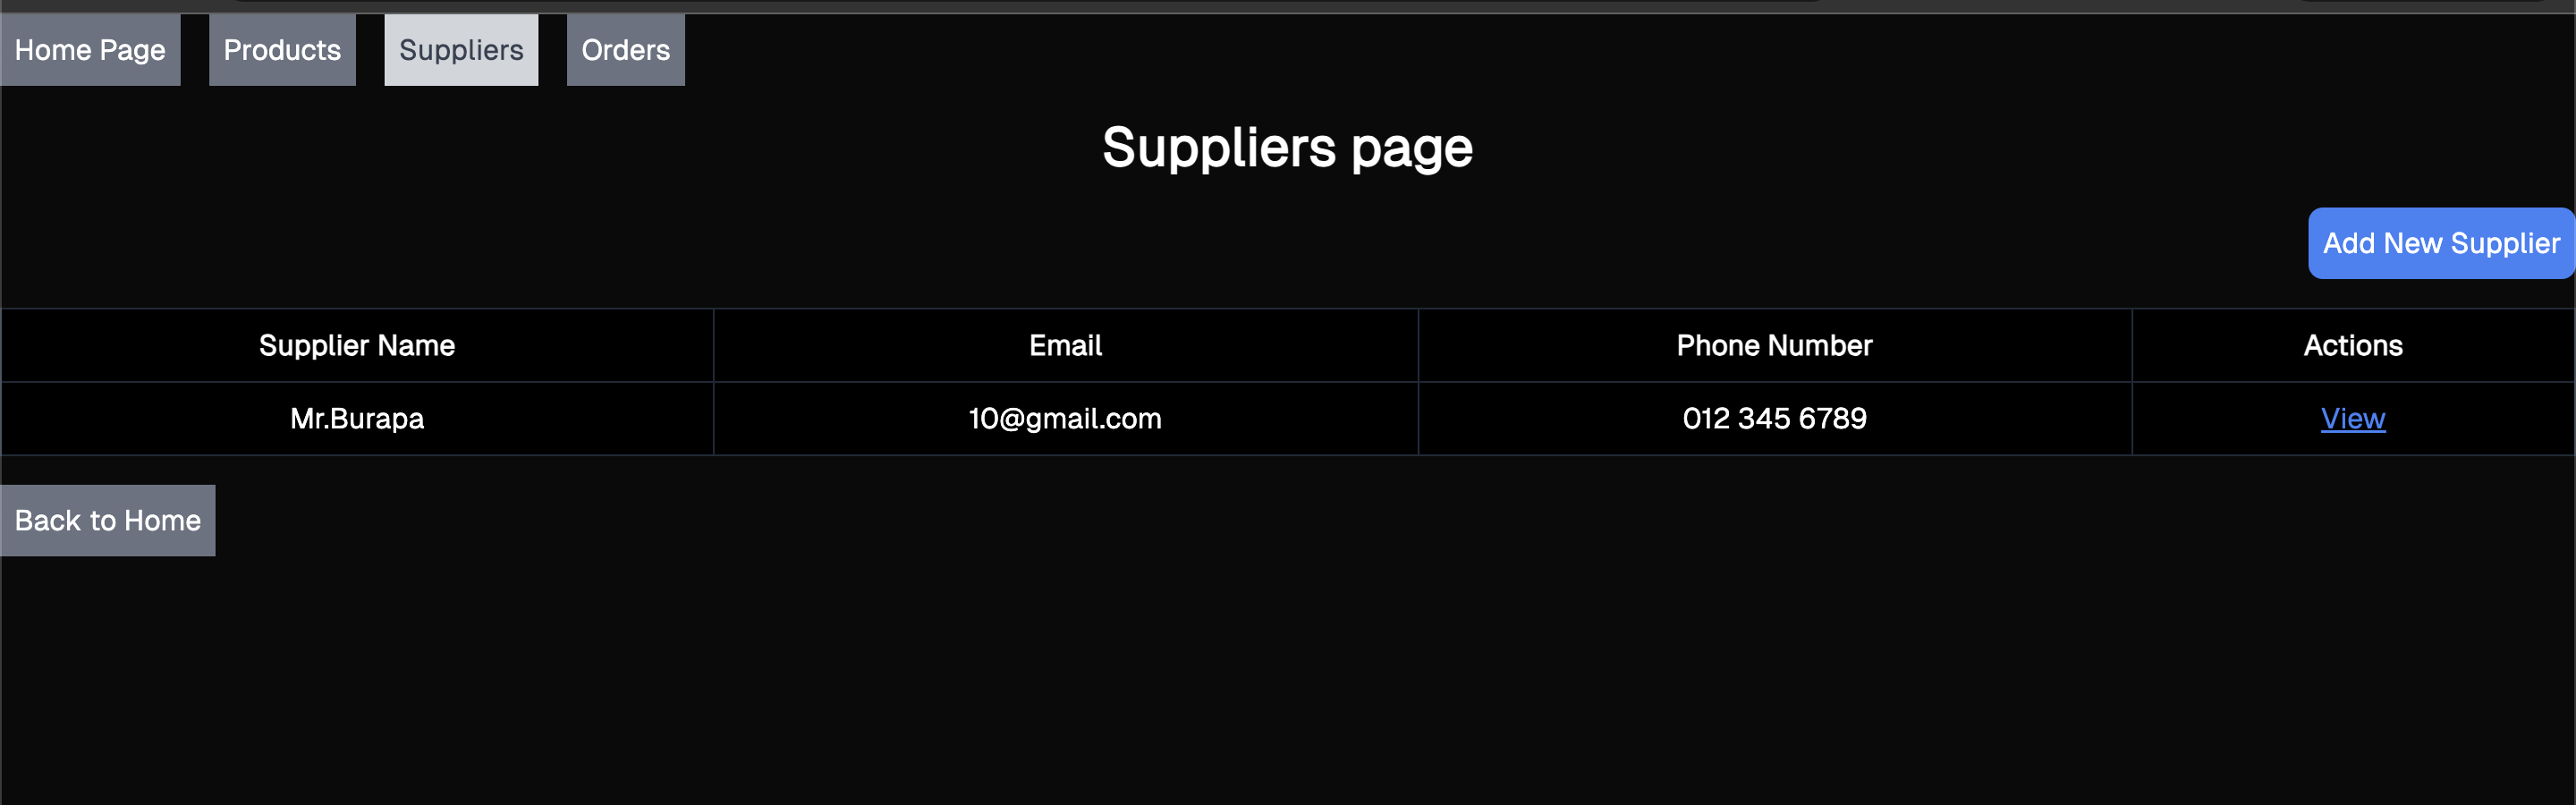 Home Page Products Suppliers Orders
Suppliers page
Add New Supplier
Supplier Name Email Phone Number Actions
Mr.Burapa 10@gmail.com 012 345 6789 View
Back to Home